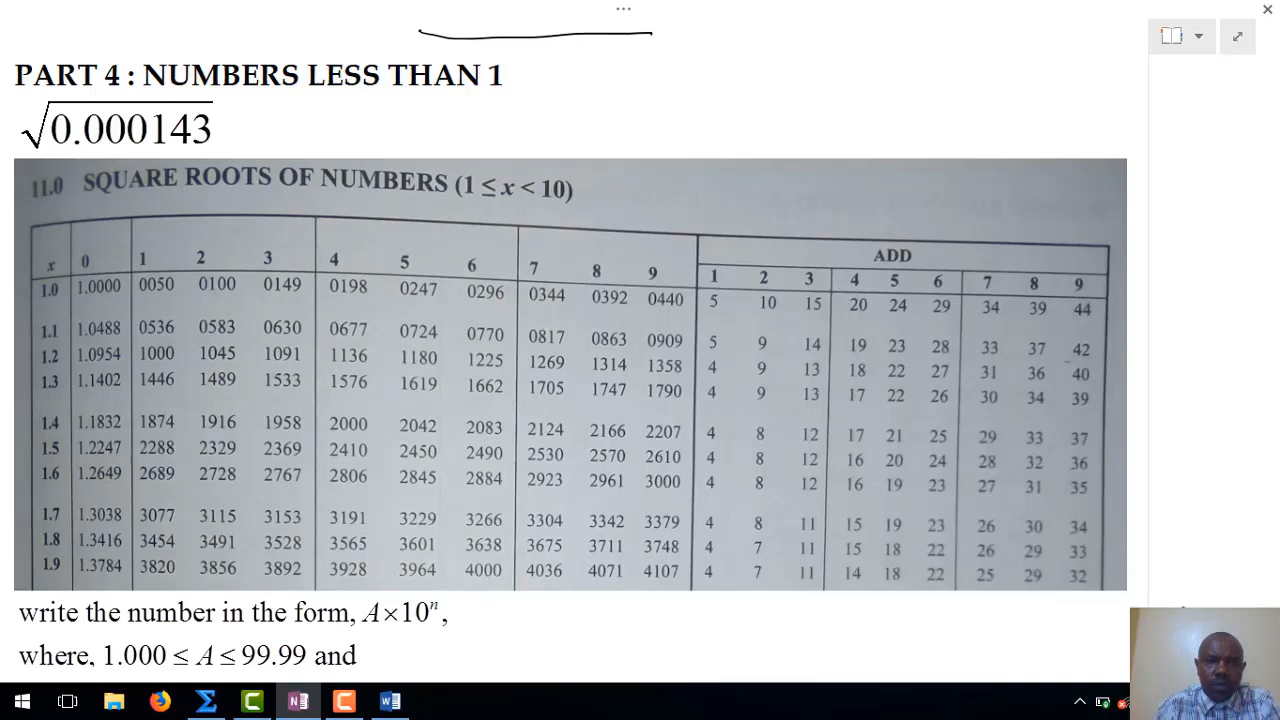 PART 4 : NUMBERS LESS THAN 1
√0.000143
11.0 SQUARE ROOTS OF NUMBERS (1 ≤ x < 10)
ADD
x 0 1 2 3 4 5 6 7 8 9 1 2 3 4 5 6 7 8 9
1.0 1.0000 0050 0100 0149 0198 0247 0296 0344 0392 0440 5 10 15 20 24 29 34 39 44
1.1 1.0488 0536 0583 0630 0677 0724 0770 0817 0863 0909 5 9 14 19 23 28 33 37 42
1.2 1.0954 1000 1045 1091 1136 1180 1225 1269 1314 1358 4 9 13 18 22 27 31 36 40
1.3 1.1402 1446 1489 1533 1576 1619 1662 1705 1747 1790 4 9 13 17 22 26 30 34 39
1.4 1.1832 1874 1916 1958 2000 2042 2083 2124 2166 2207 4 8 12 17 21 25 29 33 37
1.5 1.2247 2288 2329 2369 2410 2450 2490 2530 2570 2610 4 8 12 16 20 24 28 32 36
1.6 1.2649 2689 2728 2767 2806 2845 2884 2923 2961 3000 4 8 12 16 19 23 27 31 35
1.7 1.3038 3077 3115 3153 3191 3229 3266 3304 3342 3379 4 8 11 15 19 23 26 30 34
1.8 1.3416 3454 3491 3528 3565 3601 3638 3675 3711 3748 4 7 11 15 18 22 26 29 33
1.9 1.3784 3820 3856 3892 3928 3964 4000 4036 4071 4107 4 7 11 14 18 22 25 29 32
write the number in the form, A×10ⁿ,
where, 1.000 ≤ A ≤ 99.99 and